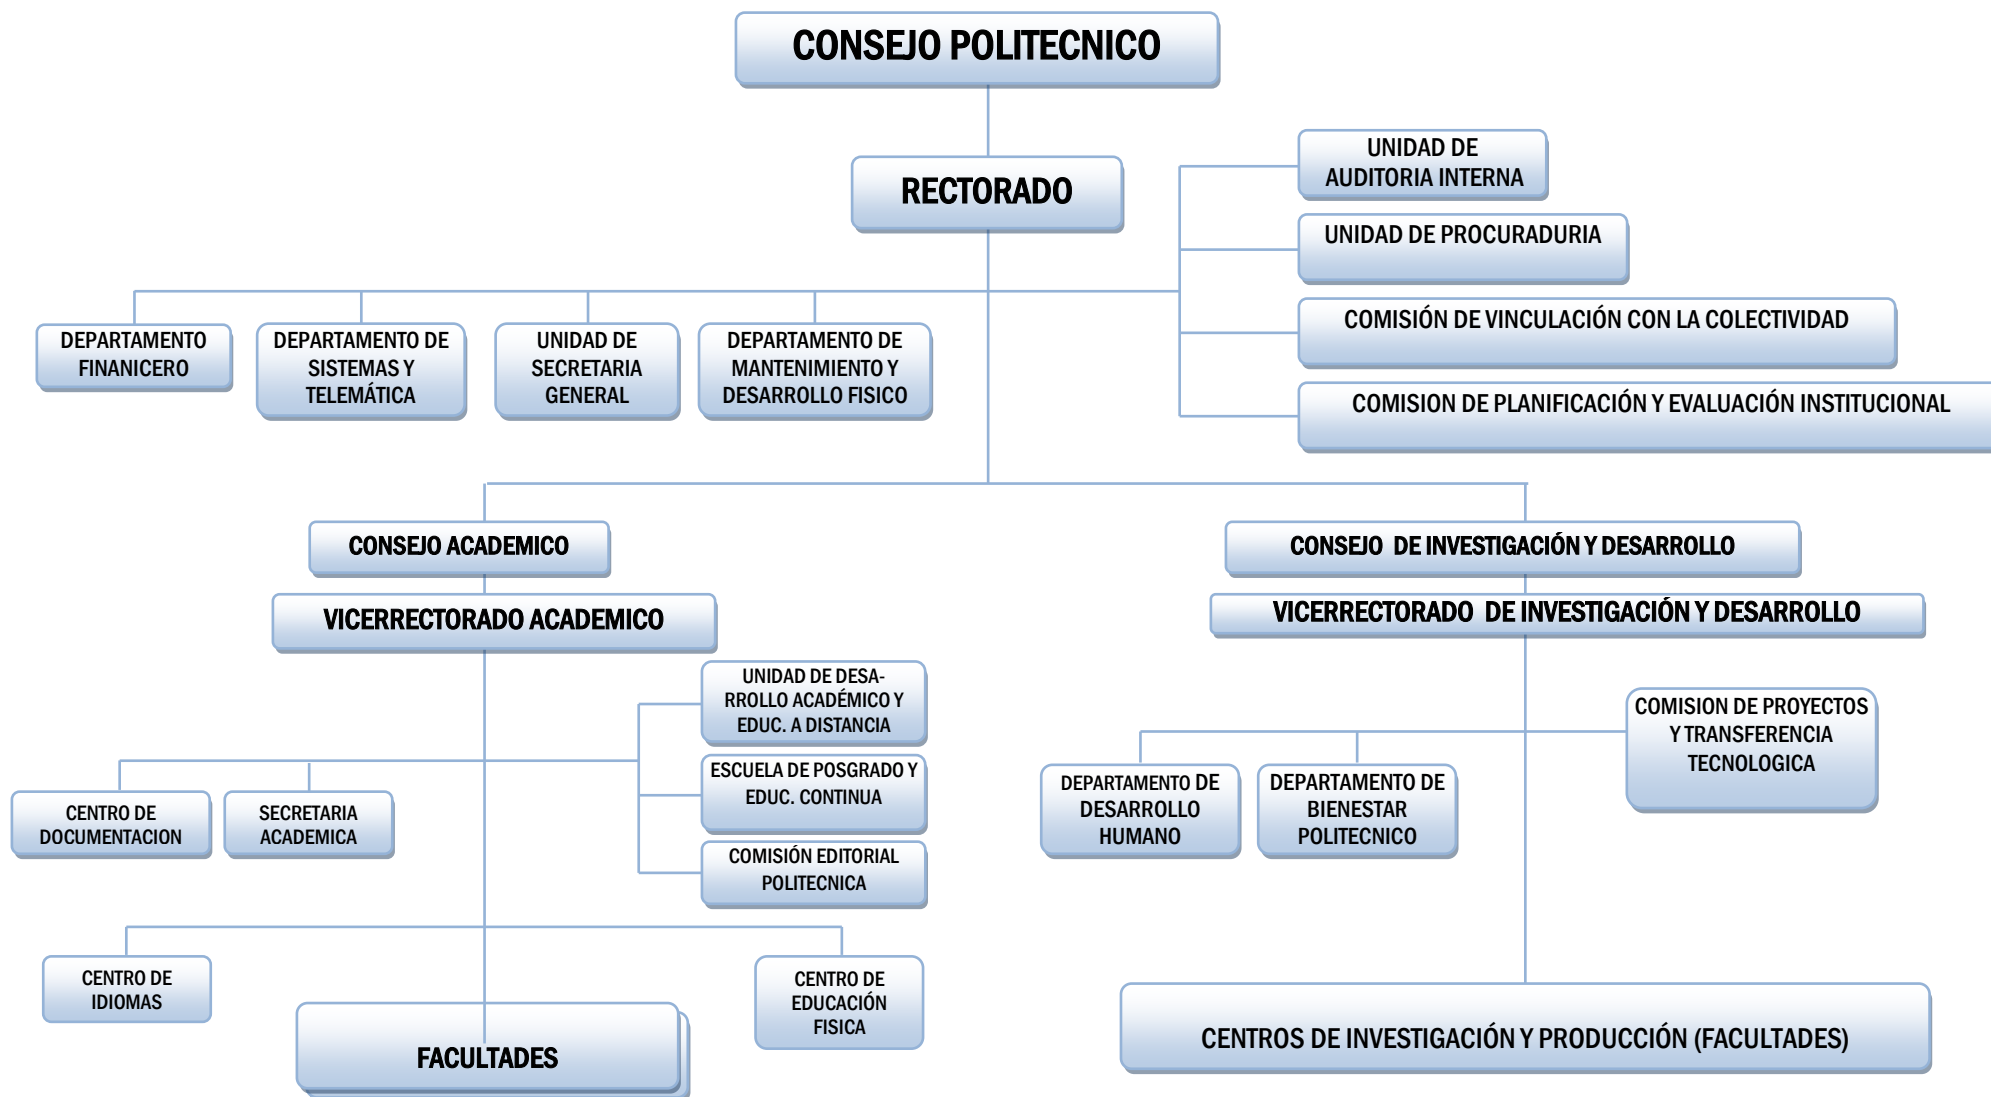 CONSEJO POLITECNICO
RECTORADO
UNIDAD DE
AUDITORIA INTERNA
UNIDAD DE PROCURADURIA
COMISIÓN DE VINCULACIÓN CON LA COLECTIVIDAD
COMISION DE PLANIFICACIÓN Y EVALUACIÓN INSTITUCIONAL
DEPARTAMENTO
FINANICERO
DEPARTAMENTO DE
SISTEMAS Y
TELEMÁTICA
UNIDAD DE
SECRETARIA
GENERAL
DEPARTAMENTO DE
MANTENIMIENTO Y
DESARROLLO FISICO
CONSEJO ACADEMICO
VICERRECTORADO ACADEMICO
UNIDAD DE DESA-
RROLLO ACADÉMICO Y
EDUC. A DISTANCIA
ESCUELA DE POSGRADO Y
EDUC. CONTINUA
COMISIÓN EDITORIAL
POLITECNICA
CENTRO DE
DOCUMENTACION
SECRETARIA
ACADEMICA
CENTRO DE
IDIOMAS
CENTRO DE
EDUCACIÓN
FISICA
FACULTADES
CONSEJO DE INVESTIGACIÓN Y DESARROLLO
VICERRECTORADO DE INVESTIGACIÓN Y DESARROLLO
COMISION DE PROYECTOS
Y TRANSFERENCIA
TECNOLOGICA
DEPARTAMENTO DE
DESARROLLO
HUMANO
DEPARTAMENTO DE
BIENESTAR
POLITECNICO
CENTROS DE INVESTIGACIÓN Y PRODUCCIÓN (FACULTADES)